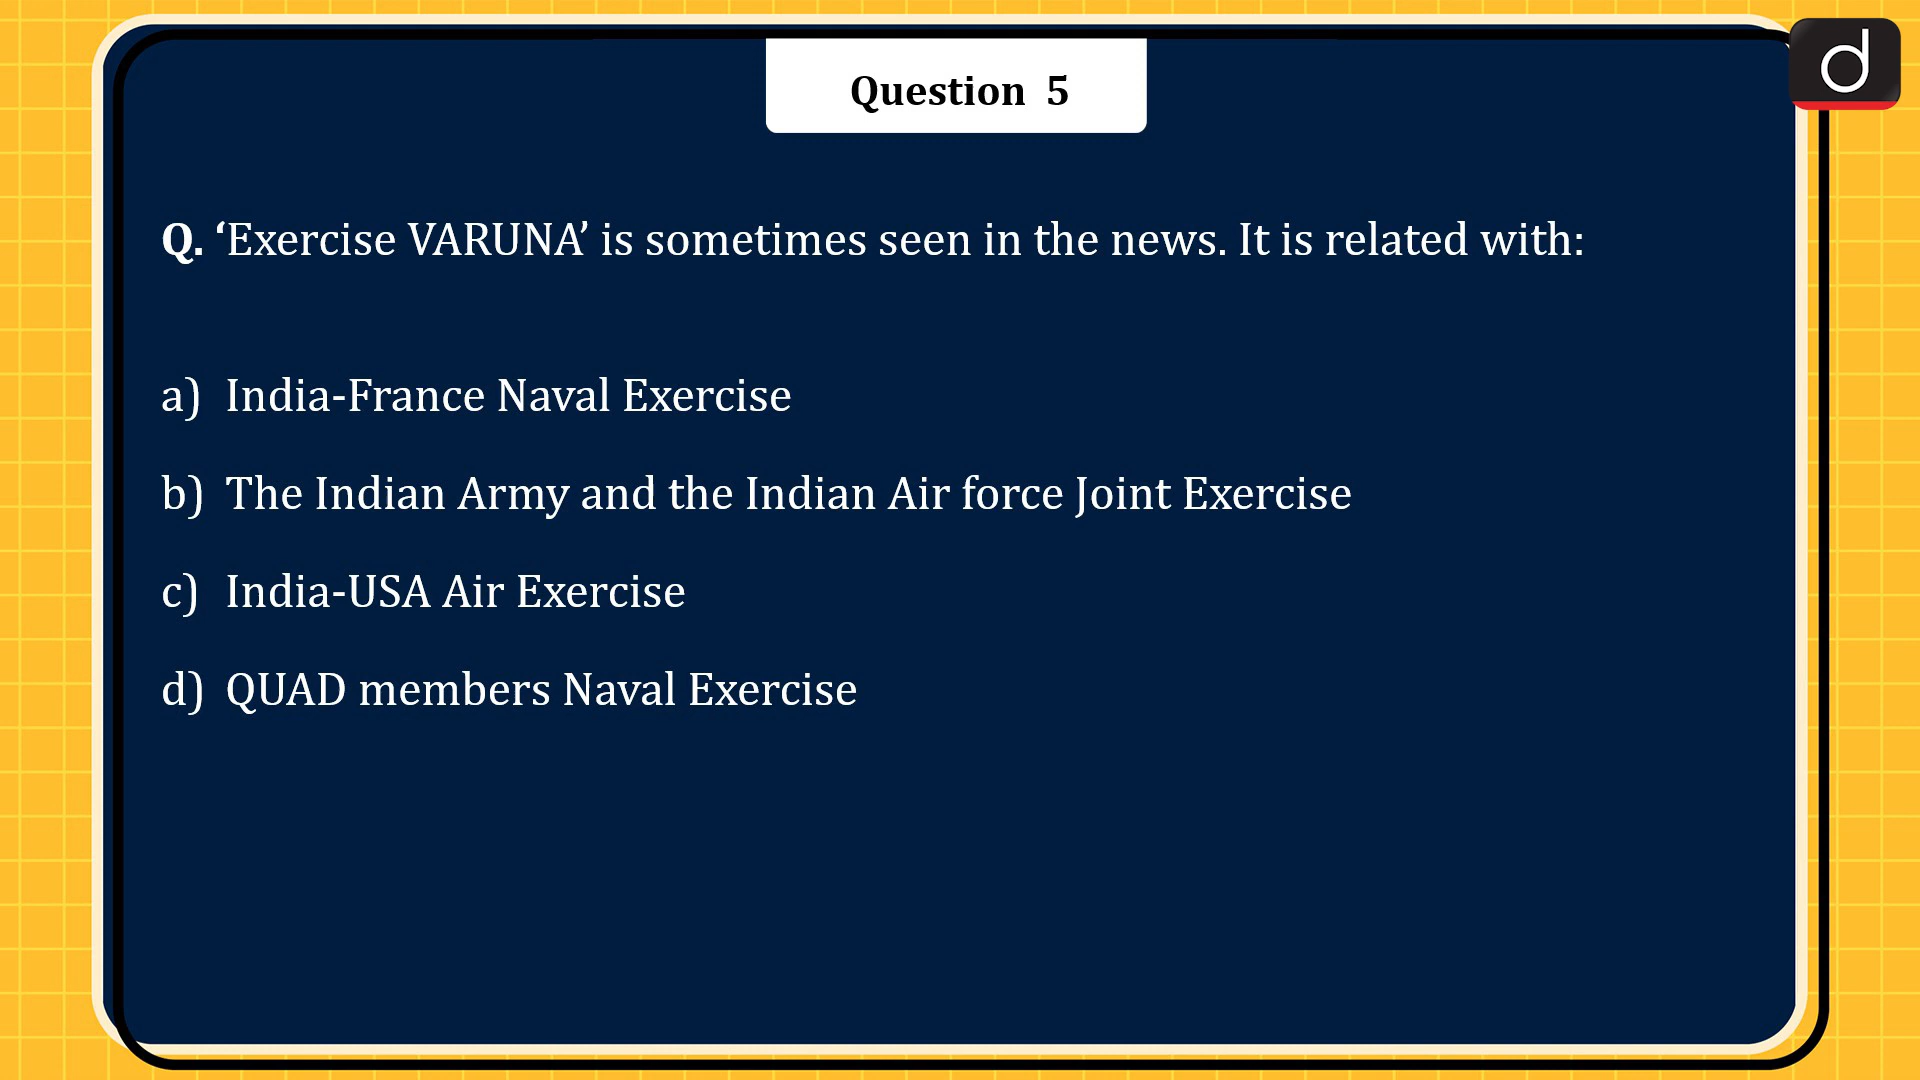 d
Question 5
Q. ‘Exercise VARUNA’ is sometimes seen in the news. It is related with:
a) India-France Naval Exercise
b) The Indian Army and the Indian Air force Joint Exercise
c) India-USA Air Exercise
d) QUAD members Naval Exercise